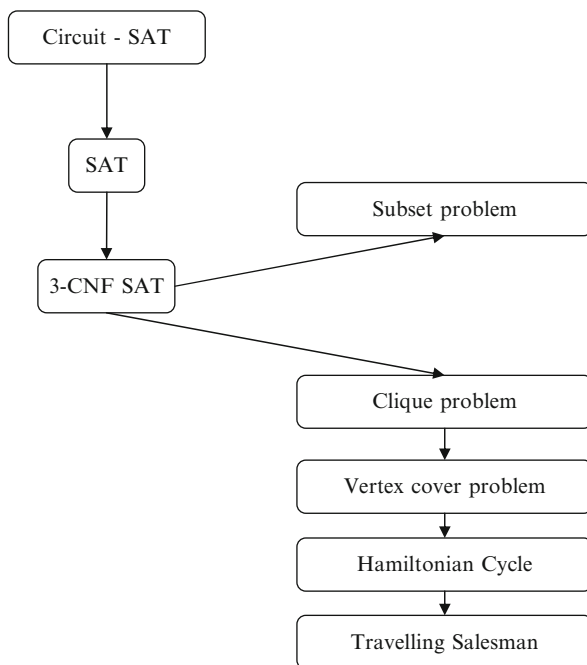 Circuit - SAT
SAT
Subset problem
3-CNF SAT
Clique problem
Vertex cover problem
Hamiltonian Cycle
Travelling Salesman